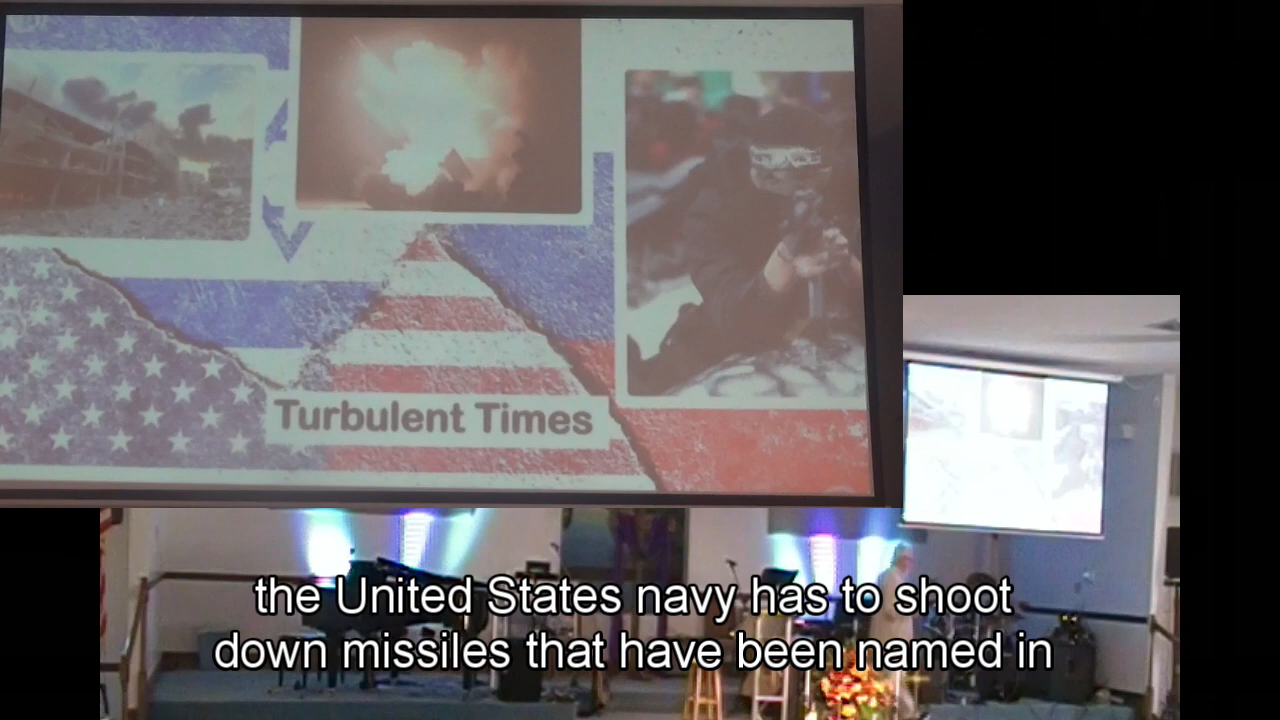 Turbulent Times
the United States navy has to shoot
down missiles that have been named in